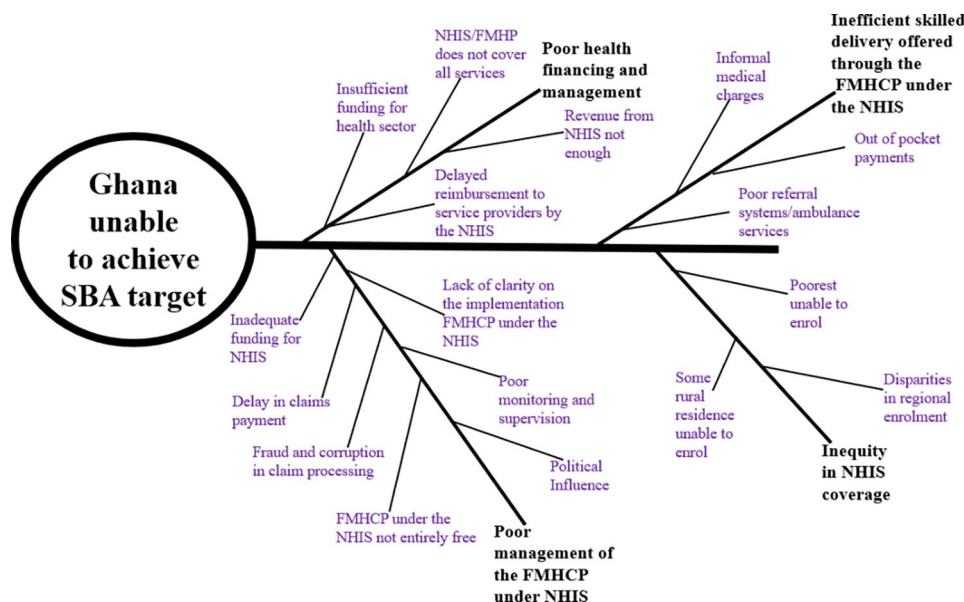 Ghana
unable
to achieve
SBA target
NHIS/FMHP
does not cover
all services
Insufficient
funding for
health sector
Poor health
financing and
management
Revenue from
NHIS not
enough
Delayed
reimbursement to
service providers by
the NHIS
Informal
medical
charges
Inefficient skilled
delivery offered
through the
FMHCP under
the NHIS
Out of pocket
payments
Poor referral
systems/ambulance
services
Inadequate
funding for
NHIS
Lack of clarity on
the implementation
FMHCP under the
NHIS
Delay in claims
payment
Poor
monitoring and
supervision
Fraud and corruption
in claim processing
Political
Influence
FMHCP under the
NHIS not entirely free
Poor
management of
the FMHCP
under NHIS
Poorest
unable to
enrol
Some
rural
residence
unable to
enrol
Disparities
in regional
enrolment
Inequity
in NHIS
coverage